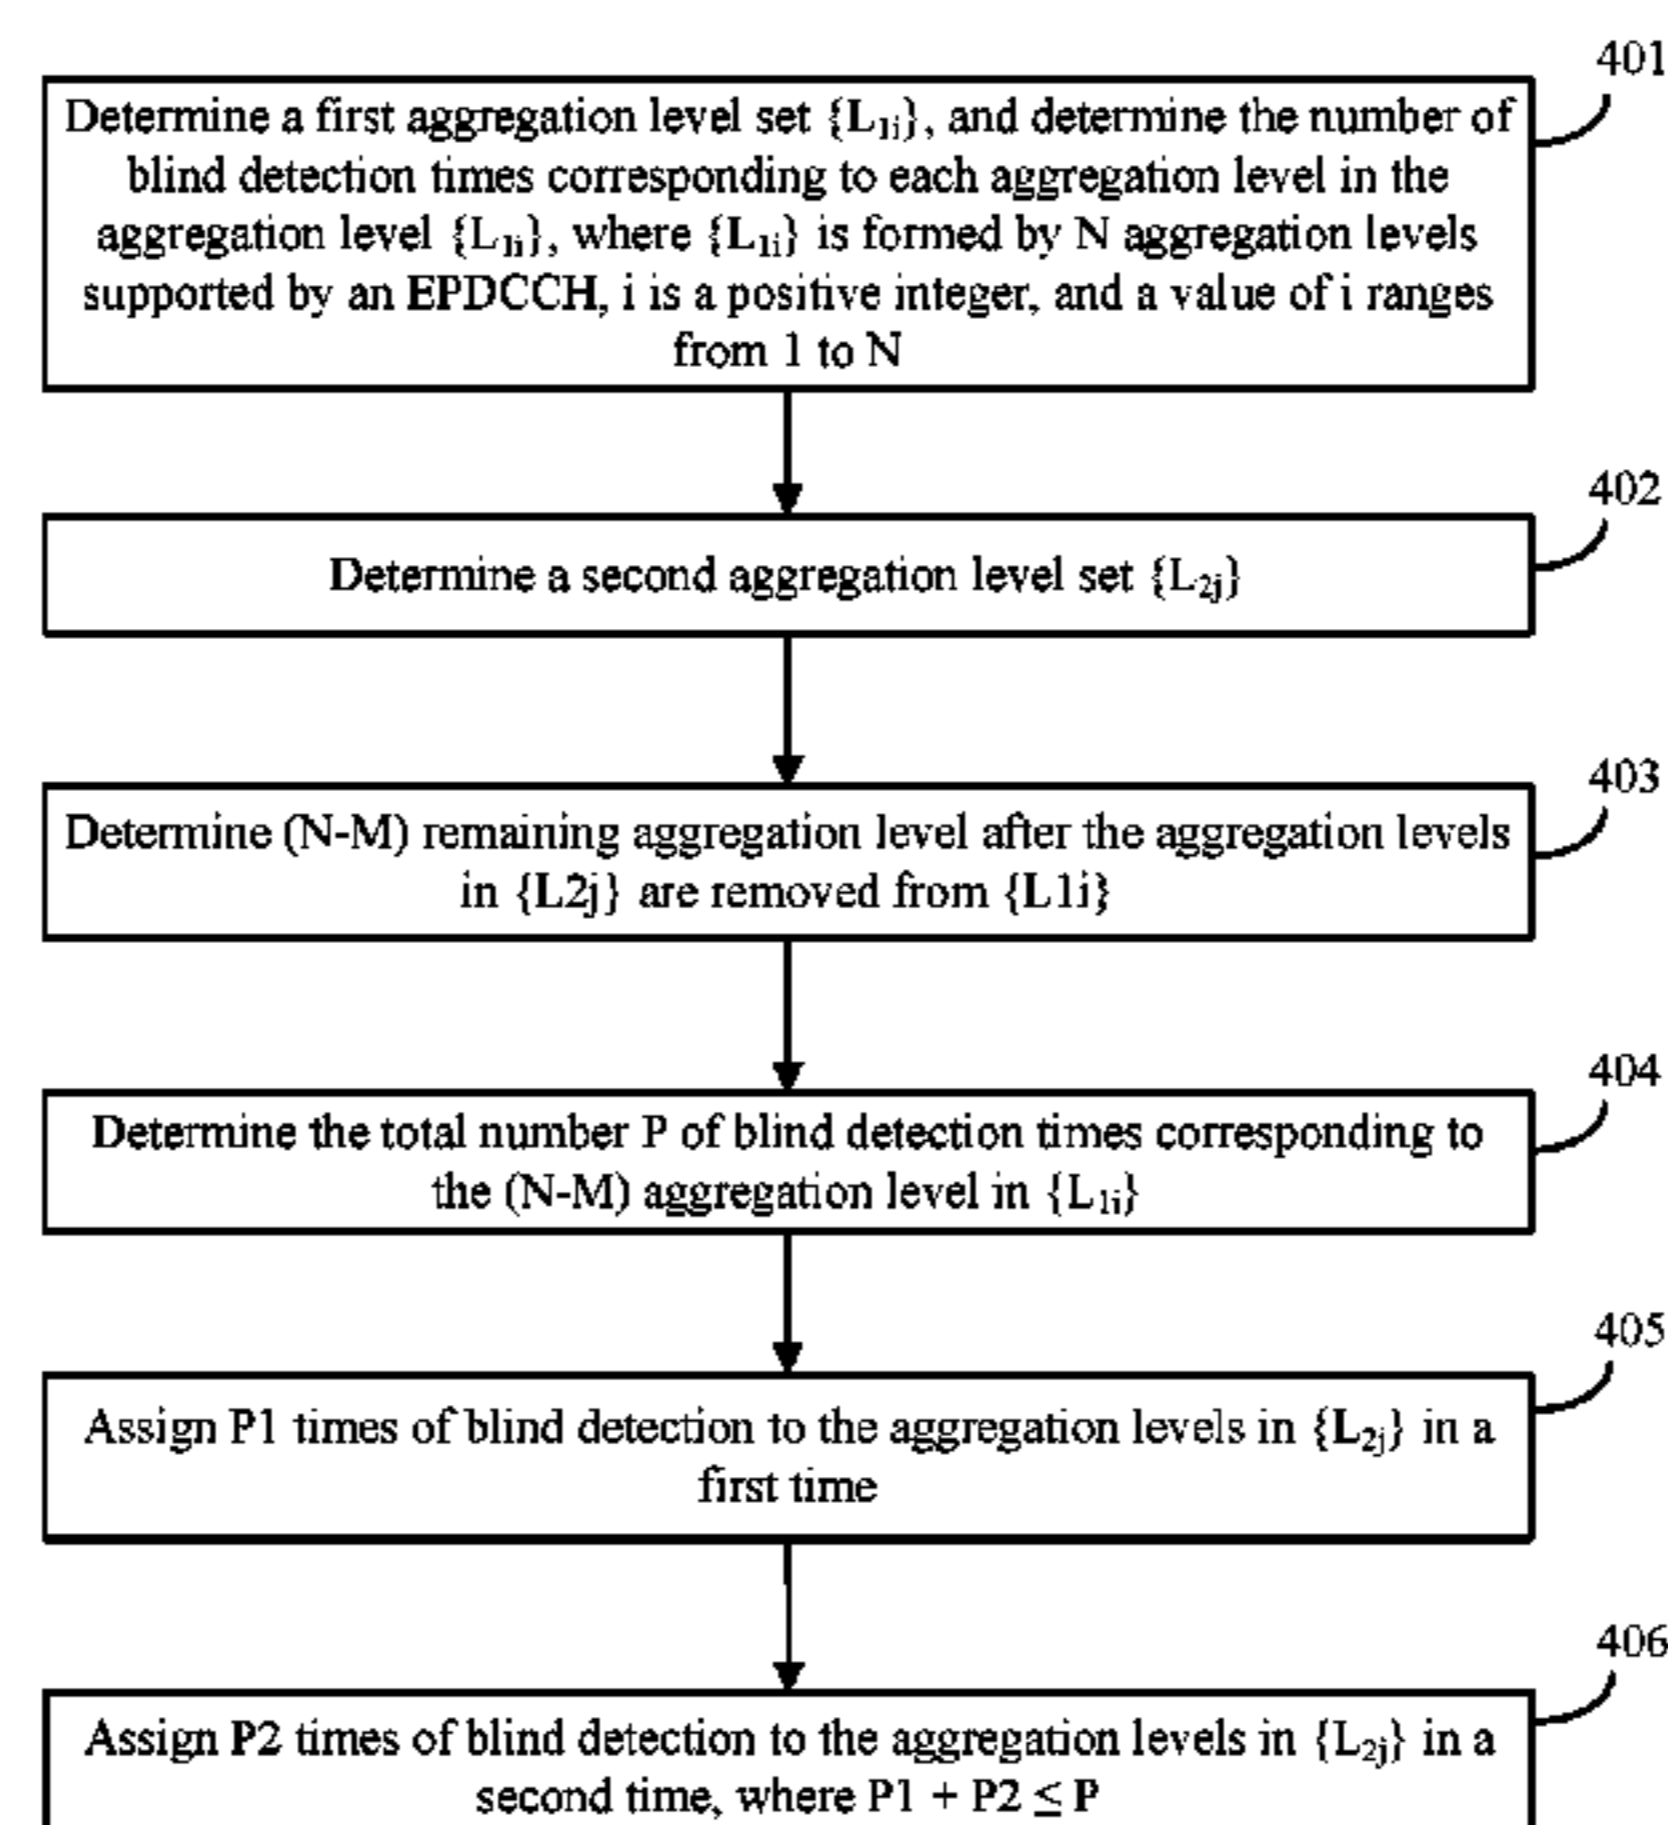 401
Determine a first aggregation level set {L1i}, and determine the number of
blind detection times corresponding to each aggregation level in the
aggregation level {L1i}, where {L1i} is formed by N aggregation levels
supported by an EPDCCH, i is a positive integer, and a value of i ranges
from 1 to N
402
Determine a second aggregation level set {L2j}
403
Determine (N-M) remaining aggregation level after the aggregation levels
in {L2j} are removed from {L1i}
404
Determine the total number P of blind detection times corresponding to
the (N-M) aggregation level in {L1i}
405
Assign P1 times of blind detection to the aggregation levels in {L2j} in a
first time
406
Assign P2 times of blind detection to the aggregation levels in {L2j} in a
second time, where P1 + P2 ≤ P